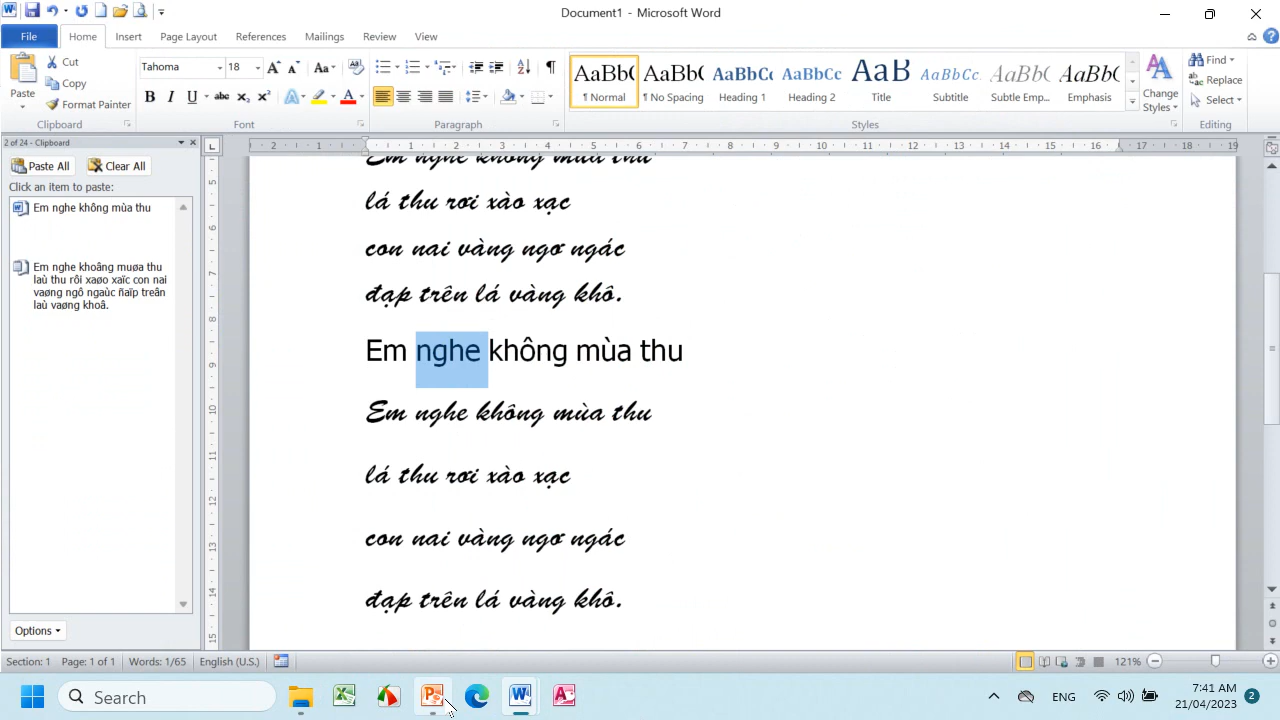 Document1 - Microsoft Word
File Home Insert Page Layout References Mailings Review View
Paste Cut Copy Format Painter Clipboard
Tahoma 18 Font
Paragraph
AaBbC ¶ Normal AaBbC ¶ No Spacing AaBbCc Heading 1 AaBbCc Heading 2 AaB Title AaBbCc. Subtitle AaBbC Subtle Emp... AaBbC Emphasis Styles
Change Styles
Find Replace Select Editing
2 of 24 - Clipboard
Paste All Clear All
Click an item to paste:
Em nghe không mùa thu
Em nghe khoâng muøa thu
laù thu rôi xaøo xaïc con nai
vaøng ngô ngaùc ñaïp treân
laù vaøng khoâ.
Options
Em nghe không mùa thu
lá thu rơi xào xạc
con nai vàng ngơ ngác
đạp trên lá vàng khô.
Em nghe không mùa thu
Em nghe không mùa thu
lá thu rơi xào xạc
con nai vàng ngơ ngác
đạp trên lá vàng khô.
Section: 1 Page: 1 of 1 Words: 1/65 English (U.S.) 121%
Search ENG 7:41 AM 2
21/04/2023